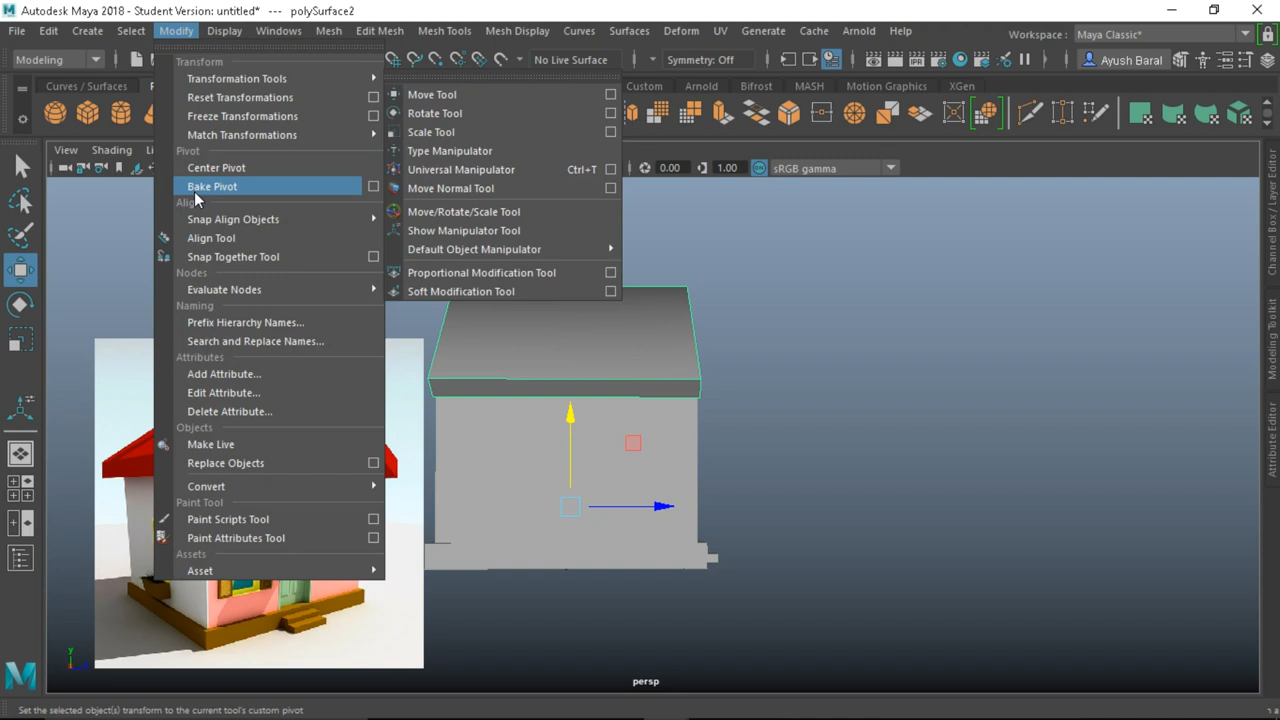 Autodesk Maya 2018 - Student Version: untitled*   ---   polySurface2
File Edit Create Select Modify Display Windows Mesh Edit Mesh Mesh Tools Mesh Display Curves Surfaces Deform UV Generate Cache Arnold Help Workspace : Maya Classic*
Modeling No Live Surface Symmetry: Off Ayush Baral
Curves / Surfaces Custom Arnold Bifrost MASH Motion Graphics XGen
View Shading
0.00 1.00 sRGB gamma
Transform
Transformation Tools
Reset Transformations
Freeze Transformations
Match Transformations
Pivot
Center Pivot
Bake Pivot
Snap Align Objects
Align Tool
Snap Together Tool
Nodes
Evaluate Nodes
Naming
Prefix Hierarchy Names...
Search and Replace Names...
Attributes
Add Attribute...
Edit Attribute...
Delete Attribute...
Objects
Make Live
Replace Objects
Convert
Paint Tool
Paint Scripts Tool
Paint Attributes Tool
Assets
Asset
Move Tool
Rotate Tool
Scale Tool
Type Manipulator
Universal Manipulator Ctrl+T
Move Normal Tool
Move/Rotate/Scale Tool
Show Manipulator Tool
Default Object Manipulator
Proportional Modification Tool
Soft Modification Tool
Channel Box / Layer Editor
Modeling Toolkit
Attribute Editor
y
persp
Set the selected object(s) transform to the current tool's custom pivot